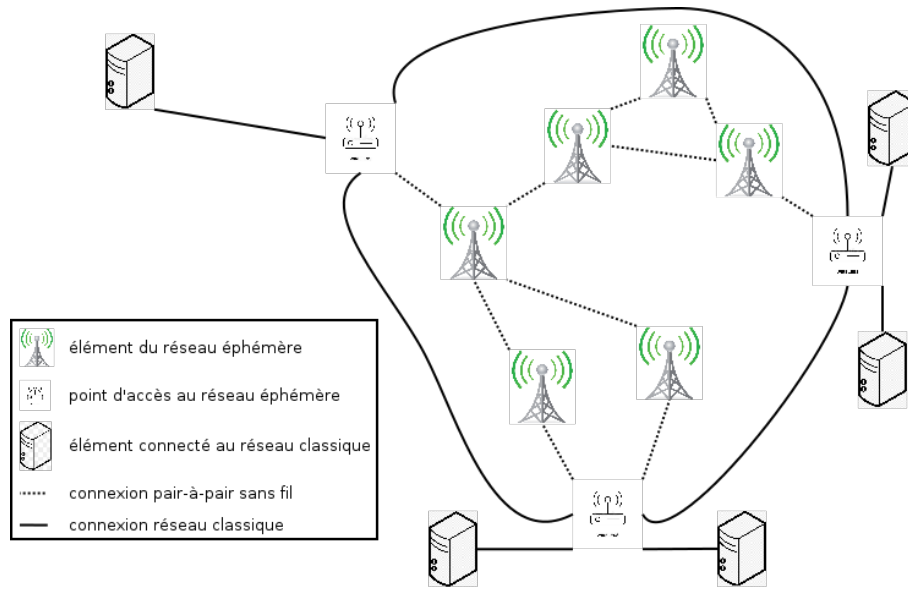 élément du réseau éphémère
point d'accès au réseau éphémère
élément connecté au réseau classique
connexion pair-à-pair sans fil
connexion réseau classique